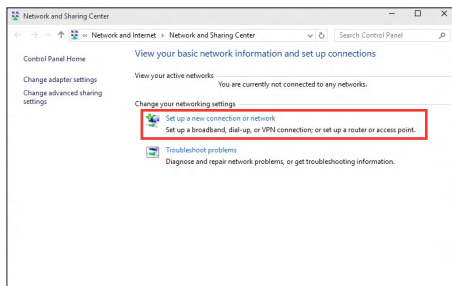 Network and Sharing Center
« Network and Internet › Network and Sharing Center
Search Control Panel
Control Panel Home
Change adapter settings
Change advanced sharing
settings
View your basic network information and set up connections
View your active networks
You are currently not connected to any networks.
Change your networking settings
Set up a new connection or network
Set up a broadband, dial-up, or VPN connection; or set up a router or access point.
Troubleshoot problems
Diagnose and repair network problems, or get troubleshooting information.